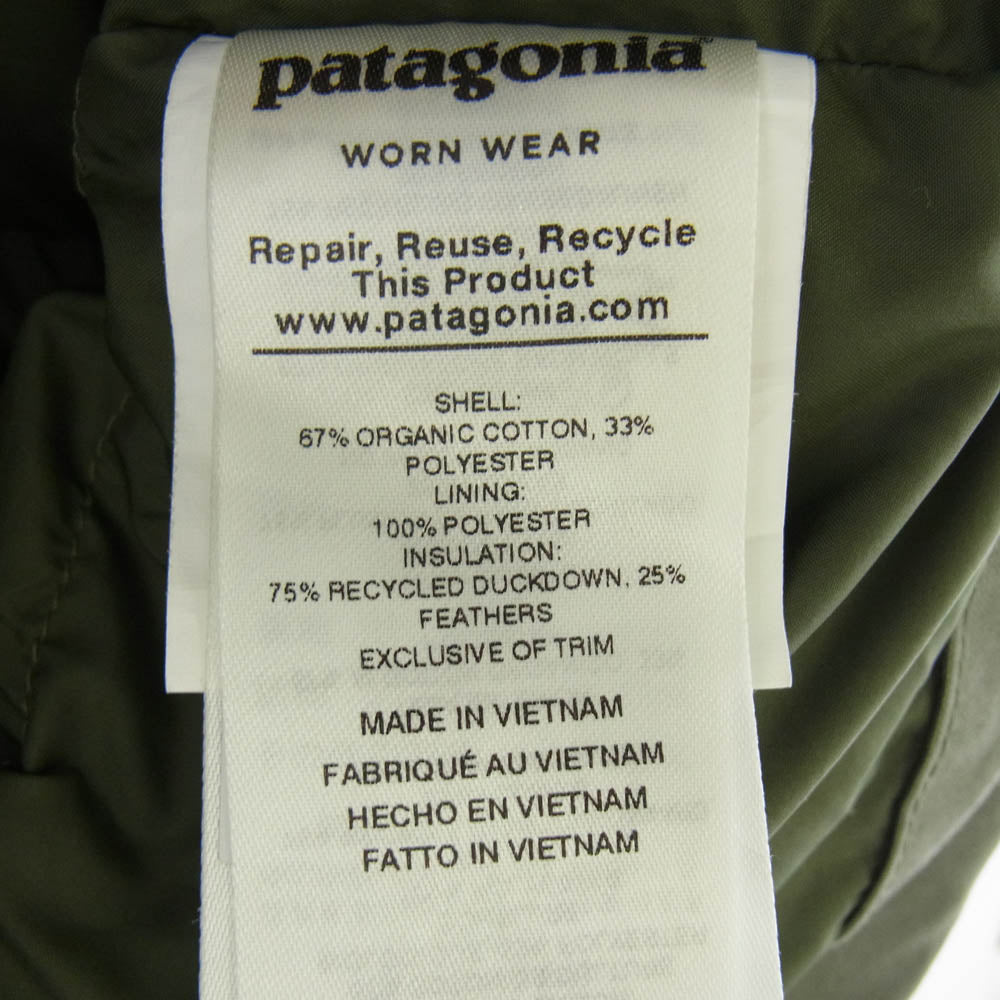 patagonia
WORN WEAR
Repair, Reuse, Recycle
This Product
www.patagonia.com
SHELL:
67% ORGANIC COTTON, 33%
POLYESTER
LINING:
100% POLYESTER
INSULATION:
75% RECYCLED DUCKDOWN, 25%
FEATHERS
EXCLUSIVE OF TRIM
MADE IN VIETNAM
FABRIQUÉ AU VIETNAM
HECHO EN VIETNAM
FATTO IN VIETNAM